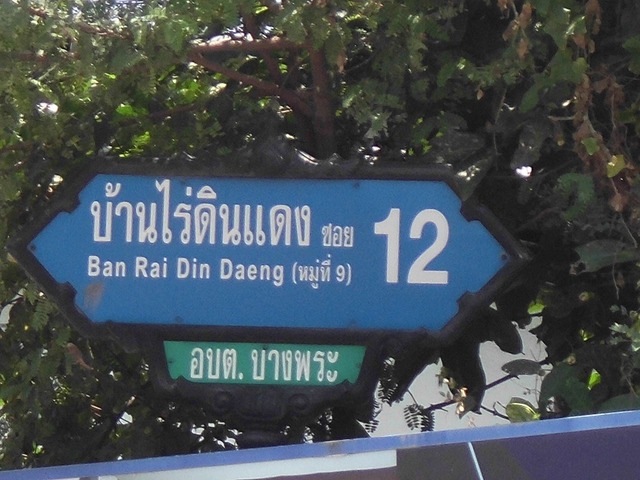 บ้านไร่ดินแดง ซอย 12
Ban Rai Din Daeng (หมู่ที่ 9)
อบต. บางพระ